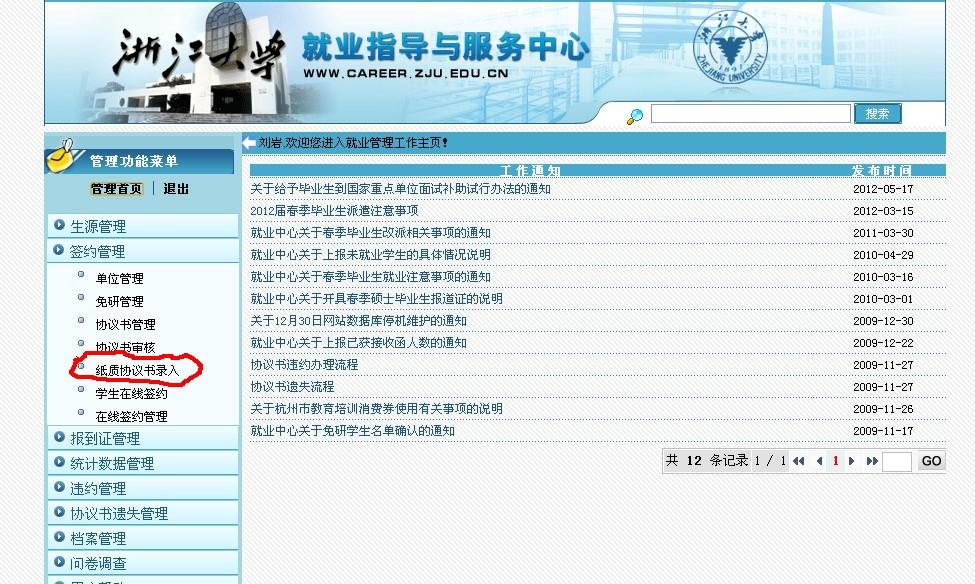 浙江大学
就业指导与服务中心
WWW.CAREER.ZJU.EDU.CN
1897
ZHEJIANG UNIVERSITY
搜索
管理功能菜单
管理首页 | 退出
生源管理
签约管理
单位管理
免研管理
协议书管理
协议书审核
纸质协议书录入
学生在线签约
在线签约管理
报到证管理
统计数据管理
违约管理
协议书遗失管理
档案管理
问卷调查
刘岩,欢迎您进入就业管理工作主页!
工作通知 发布时间
关于给予毕业生到国家重点单位面试补助试行办法的通知 2012-05-17
2012届春季毕业生派遣注意事项 2012-03-15
就业中心关于春季毕业生改派相关事项的通知 2011-03-30
就业中心关于上报未就业学生的具体情况说明 2010-04-29
就业中心关于春季毕业生就业注意事项的通知 2010-03-16
就业中心关于开具春季硕士毕业生报道证的说明 2010-03-01
关于12月30日网站数据库停机维护的通知 2009-12-30
就业中心关于上报已获接收函人数的通知 2009-12-22
协议书违约办理流程 2009-11-27
协议书遗失流程 2009-11-27
关于杭州市教育培训消费券使用有关事项的说明 2009-11-26
就业中心关于免研学生名单确认的通知 2009-11-17
共 12 条记录 1 / 1 1 GO